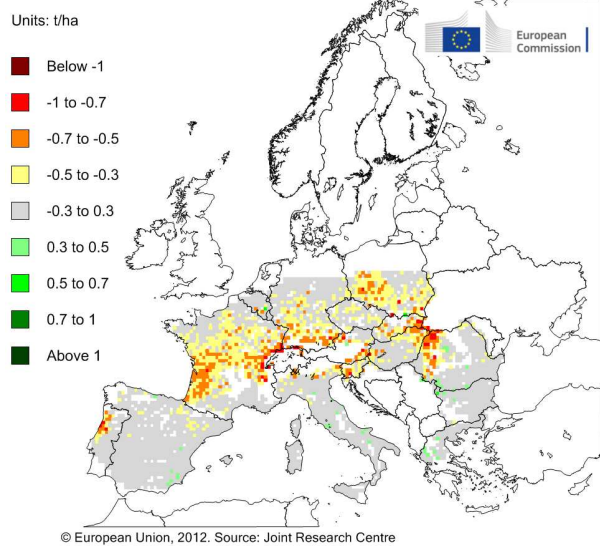 Units: t/ha
European
Commission
Below -1
-1 to -0.7
-0.7 to -0.5
-0.5 to -0.3
-0.3 to 0.3
0.3 to 0.5
0.5 to 0.7
0.7 to 1
Above 1
© European Union, 2012. Source: Joint Research Centre